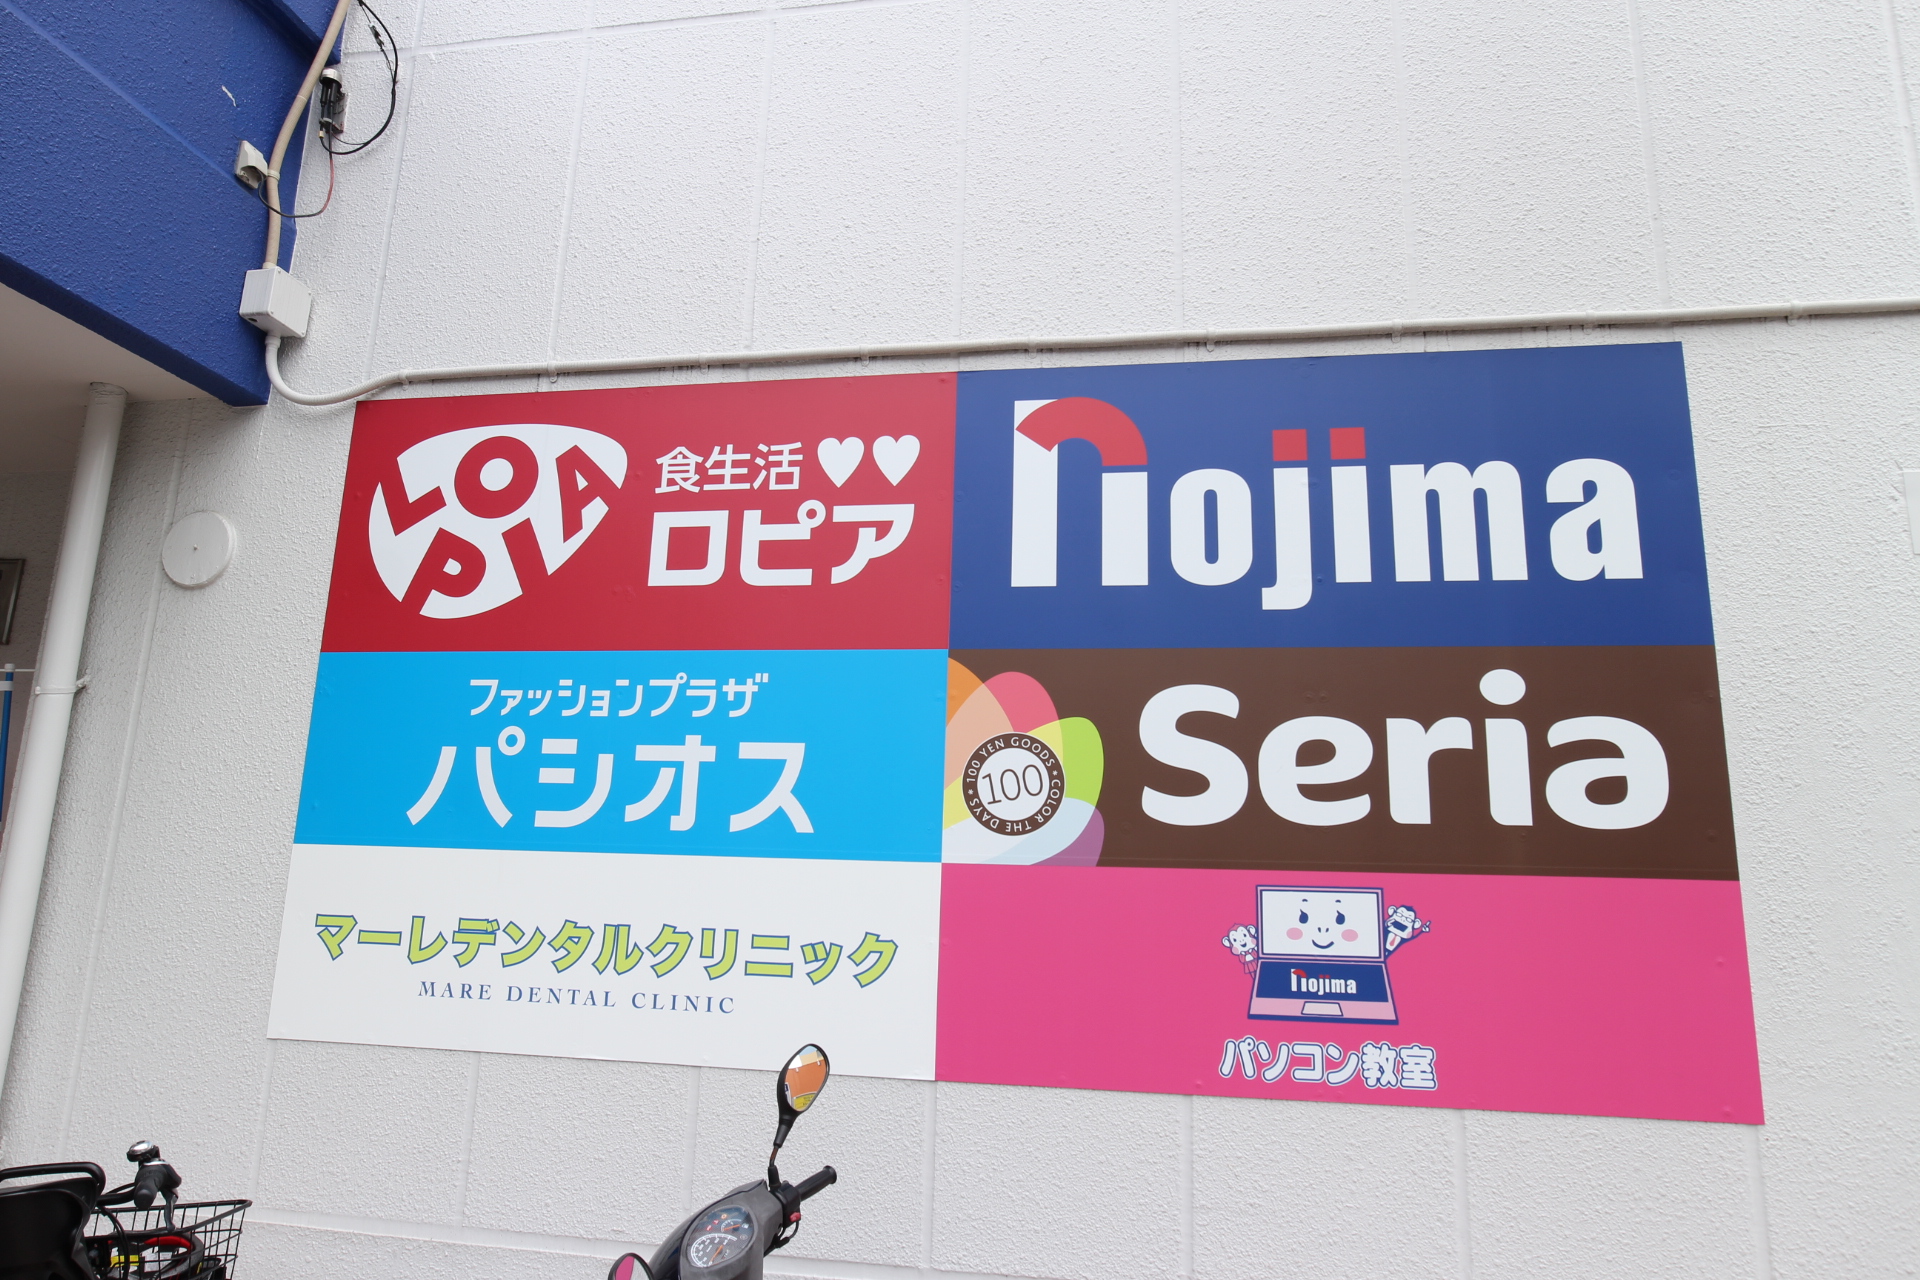 LOPIA
食生活♥♥
ロピア
nojima
ファッションプラザ
パシオス
100 YEN GOODS * COLOR THE DAYS *
100
Seria
マーレデンタルクリニック
MARE DENTAL CLINIC
nojima
パソコン教室